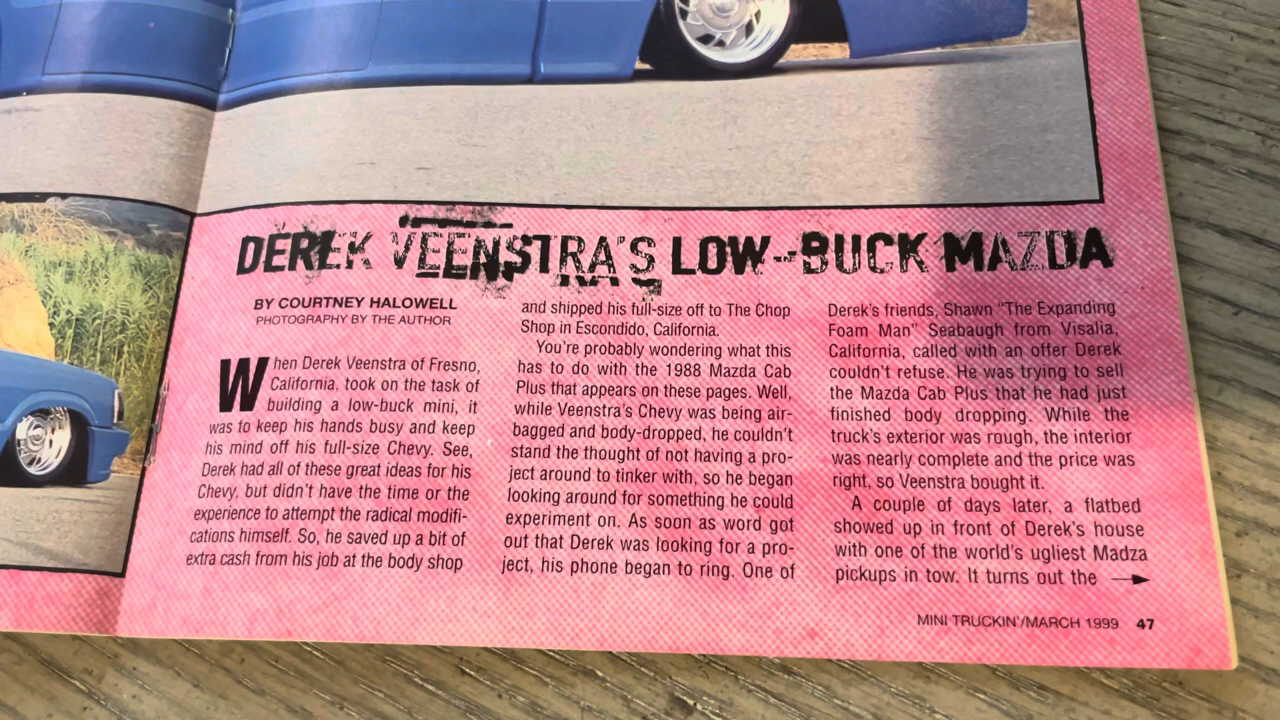 DEREK VEENSTRA'S LOW-BUCK MAZDA
BY COURTNEY HALOWELL
PHOTOGRAPHY BY THE AUTHOR
When Derek Veenstra of Fresno,
California, took on the task of
building a low-buck mini, it
was to keep his hands busy and keep
his mind off his full-size Chevy. See,
Derek had all of these great ideas for his
Chevy, but didn't have the time or the
experience to attempt the radical modifi-
cations himself. So, he saved up a bit of
extra cash from his job at the body shop
and shipped his full-size off to The Chop
Shop in Escondido, California.
You're probably wondering what this
has to do with the 1988 Mazda Cab
Plus that appears on these pages. Well,
while Veenstra's Chevy was being air-
bagged and body-dropped, he couldn't
stand the thought of not having a pro-
ject around to tinker with, so he began
looking around for something he could
experiment on. As soon as word got
out that Derek was looking for a pro-
ject, his phone began to ring. One of
Derek's friends, Shawn "The Expanding
Foam Man" Seabaugh from Visalia,
California, called with an offer Derek
couldn't refuse. He was trying to sell
the Mazda Cab Plus that he had just
finished body dropping. While the
truck's exterior was rough, the interior
was nearly complete and the price was
right, so Veenstra bought it.
A couple of days later, a flatbed
showed up in front of Derek's house
with one of the world's ugliest Madza
pickups in tow. It turns out the
MINI TRUCKIN'/MARCH 1999 47